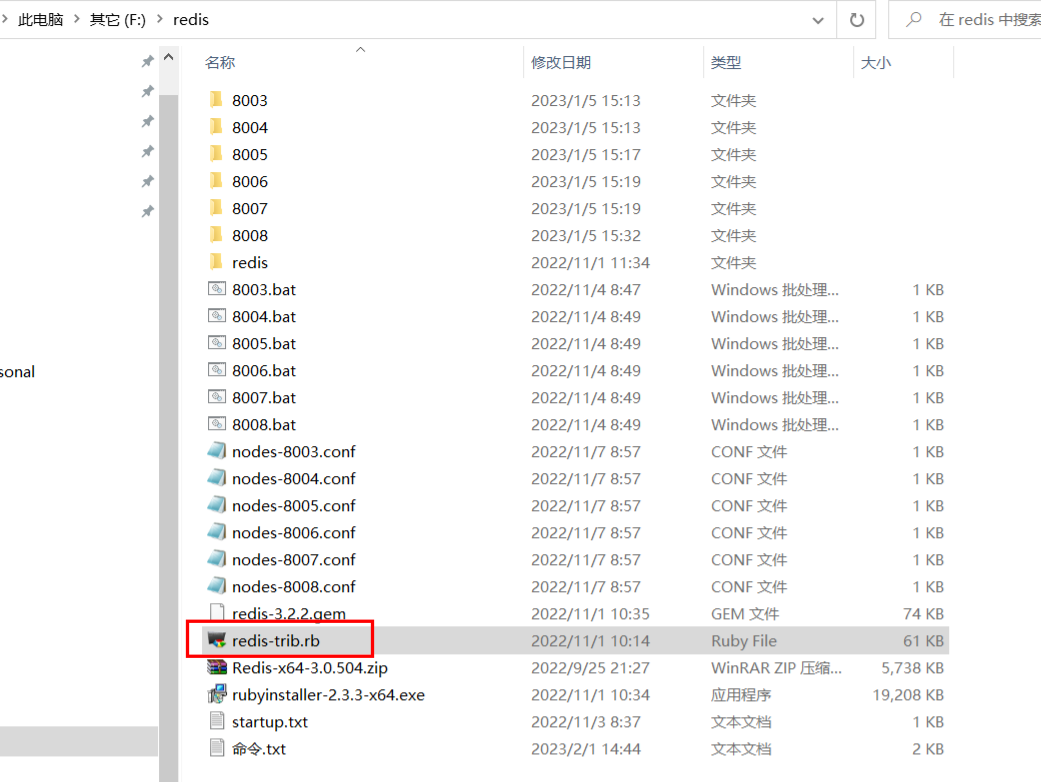 此电脑 > 其它 (F:) > redis
在 redis 中搜索
名称 修改日期 类型 大小
8003 2023/1/5 15:13 文件夹
8004 2023/1/5 15:13 文件夹
8005 2023/1/5 15:17 文件夹
8006 2023/1/5 15:19 文件夹
8007 2023/1/5 15:19 文件夹
8008 2023/1/5 15:32 文件夹
redis 2022/11/1 11:34 文件夹
8003.bat 2022/11/4 8:47 Windows 批处理... 1 KB
8004.bat 2022/11/4 8:49 Windows 批处理... 1 KB
8005.bat 2022/11/4 8:49 Windows 批处理... 1 KB
sonal
8006.bat 2022/11/4 8:49 Windows 批处理... 1 KB
8007.bat 2022/11/4 8:49 Windows 批处理... 1 KB
8008.bat 2022/11/4 8:49 Windows 批处理... 1 KB
nodes-8003.conf 2022/11/7 8:57 CONF 文件 1 KB
nodes-8004.conf 2022/11/7 8:57 CONF 文件 1 KB
nodes-8005.conf 2022/11/7 8:57 CONF 文件 1 KB
nodes-8006.conf 2022/11/7 8:57 CONF 文件 1 KB
nodes-8007.conf 2022/11/7 8:57 CONF 文件 1 KB
nodes-8008.conf 2022/11/7 8:57 CONF 文件 1 KB
redis-3.2.2.gem 2022/11/1 10:35 GEM 文件 74 KB
redis-trib.rb 2022/11/1 10:14 Ruby File 61 KB
Redis-x64-3.0.504.zip 2022/9/25 21:27 WinRAR ZIP 压缩... 5,738 KB
rubyinstaller-2.3.3-x64.exe 2022/11/1 10:34 应用程序 19,208 KB
startup.txt 2022/11/3 8:37 文本文档 1 KB
命令.txt 2023/2/1 14:44 文本文档 2 KB